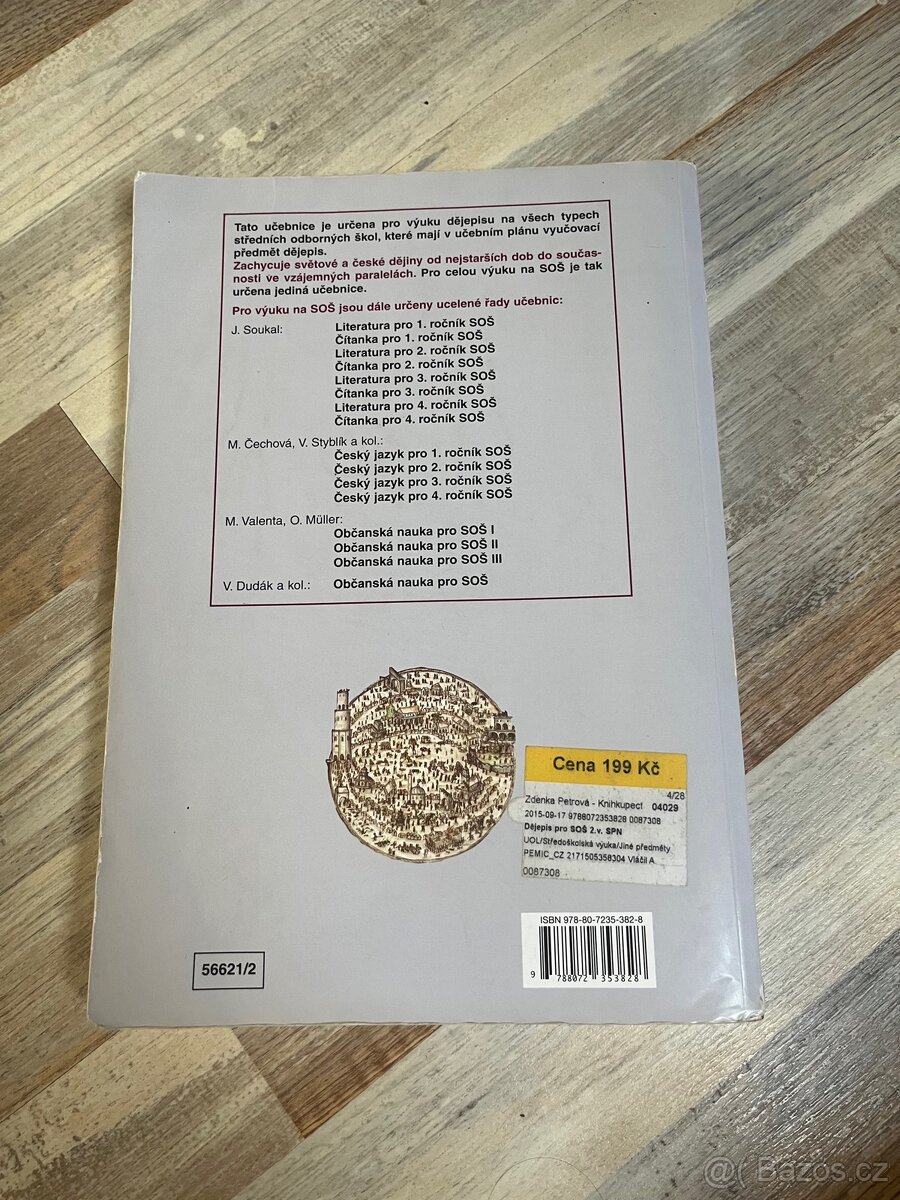 Tato učebnice je určena pro výuku dějepisu na všech typech
středních odborných škol, které mají v učebním plánu vyučovací
předmět dějepis.
Zachycuje světové a české dějiny od nejstarších dob do součas-
nosti ve vzájemných paralelách. Pro celou výuku na SOŠ je tak
určena jediná učebnice.
Pro výuku na SOŠ jsou dále určeny ucelené řady učebnic:
J. Soukal: Literatura pro 1. ročník SOŠ
Čítanka pro 1. ročník SOŠ
Literatura pro 2. ročník SOŠ
Čítanka pro 2. ročník SOŠ
Literatura pro 3. ročník SOŠ
Čítanka pro 3. ročník SOŠ
Literatura pro 4. ročník SOŠ
Čítanka pro 4. ročník SOŠ
M. Čechová, V. Styblík a kol.:
Český jazyk pro 1. ročník SOŠ
Český jazyk pro 2. ročník SOŠ
Český jazyk pro 3. ročník SOŠ
Český jazyk pro 4. ročník SOŠ
M. Valenta, O. Müller:
Občanská nauka pro SOŠ I
Občanská nauka pro SOŠ II
Občanská nauka pro SOŠ III
V. Dudák a kol.: Občanská nauka pro SOŠ
Cena 199 Kč
4/28
Zdenka Petrová - Knihkupect 04029
2015-09-17 9788072353828 0087308
Dějepis pro SOŠ 2.v. SPN
UOL/Středoškolská výuka/Jiné předměty
PEMIC_CZ 2171505358304 Vláčil A
0087308
ISBN 978-80-7235-382-8
9 788072 353828
56621/2
@( Bazos.cz